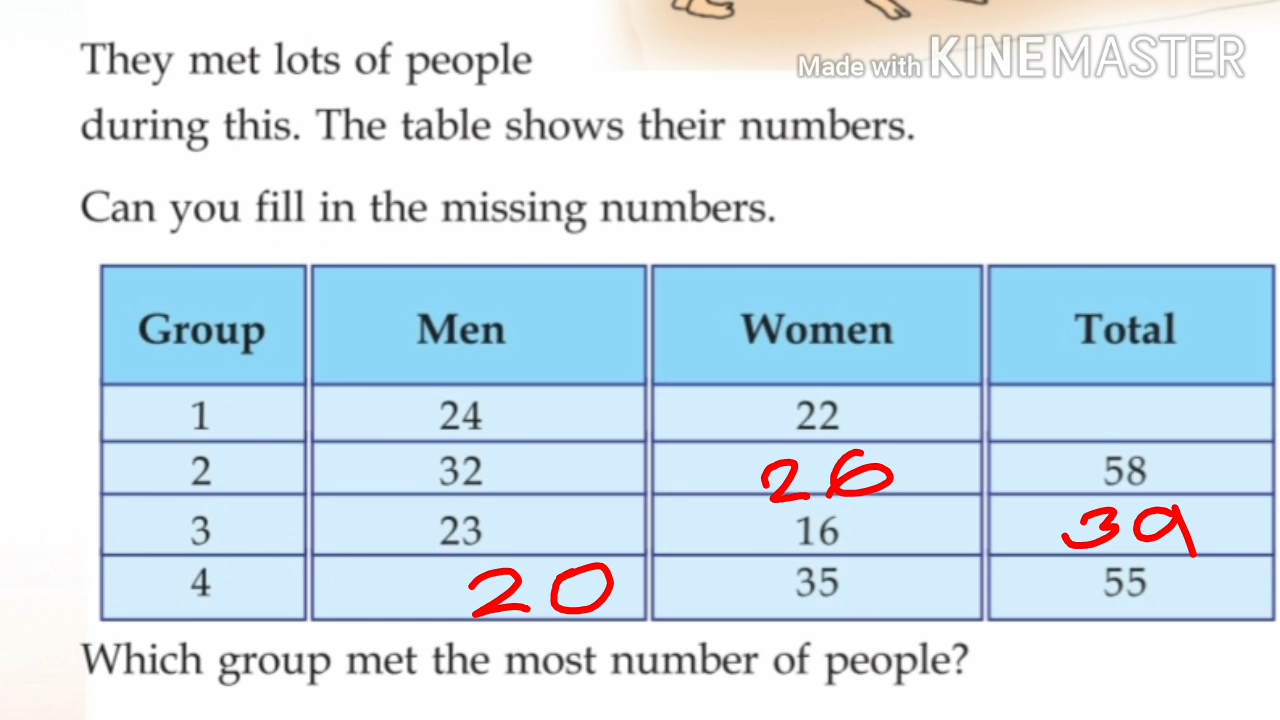 Made with KINEMASTER
They met lots of people
during this. The table shows their numbers.
Can you fill in the missing numbers.
Group Men Women Total
1 24 22
2 32 26 58
3 23 16 39
4 20 35 55
Which group met the most number of people?